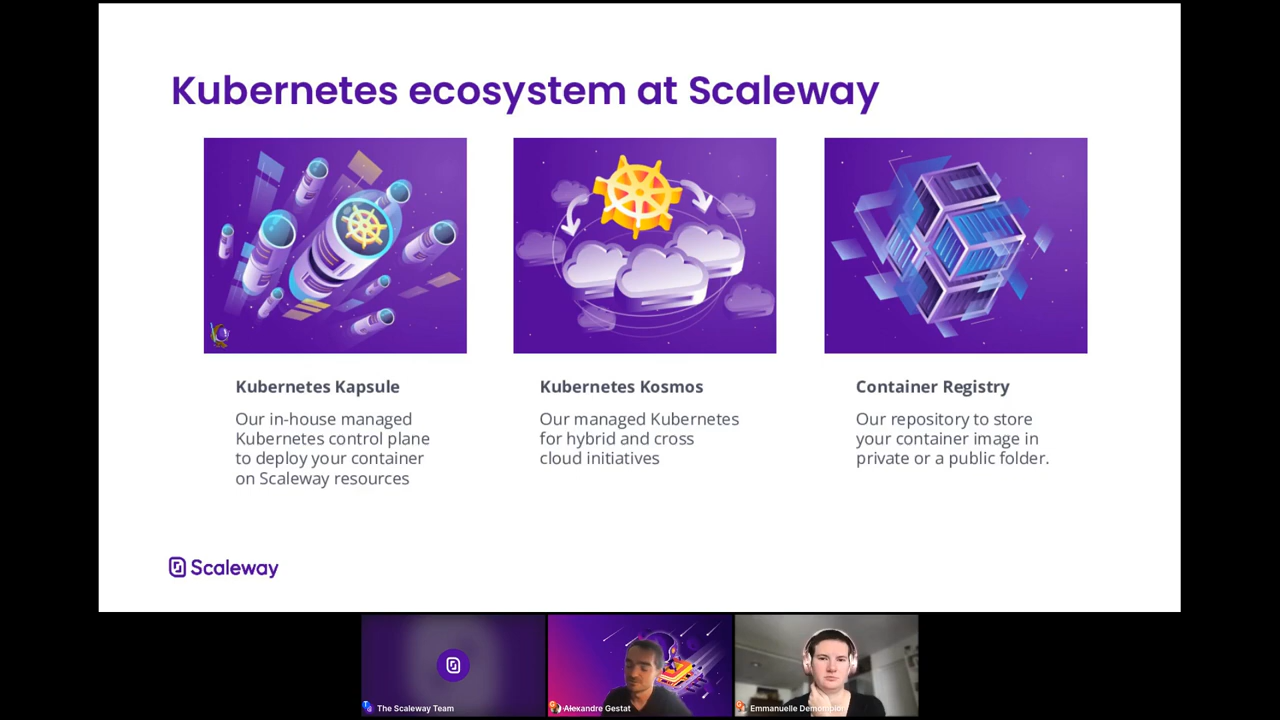 Kubernetes ecosystem at Scaleway
Kubernetes Kapsule
Our in-house managed
Kubernetes control plane
to deploy your container
on Scaleway resources
Kubernetes Kosmos
Our managed Kubernetes
for hybrid and cross
cloud initiatives
Container Registry
Our repository to store
your container image in
private or a public folder.
Scaleway
The Scaleway Team
Alexandre Gestat
Emmanuelle